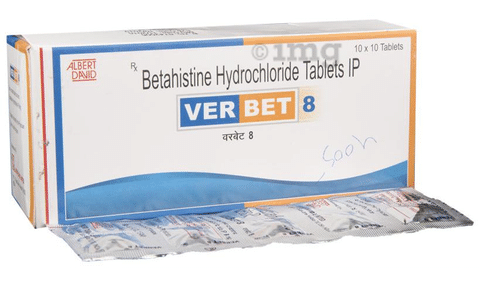 ©1mg
ALBERT
DAVID
10 x 10 Tablets
Rx
Betahistine Hydrochloride Tablets IP
VERBET 8
वरबेट 8